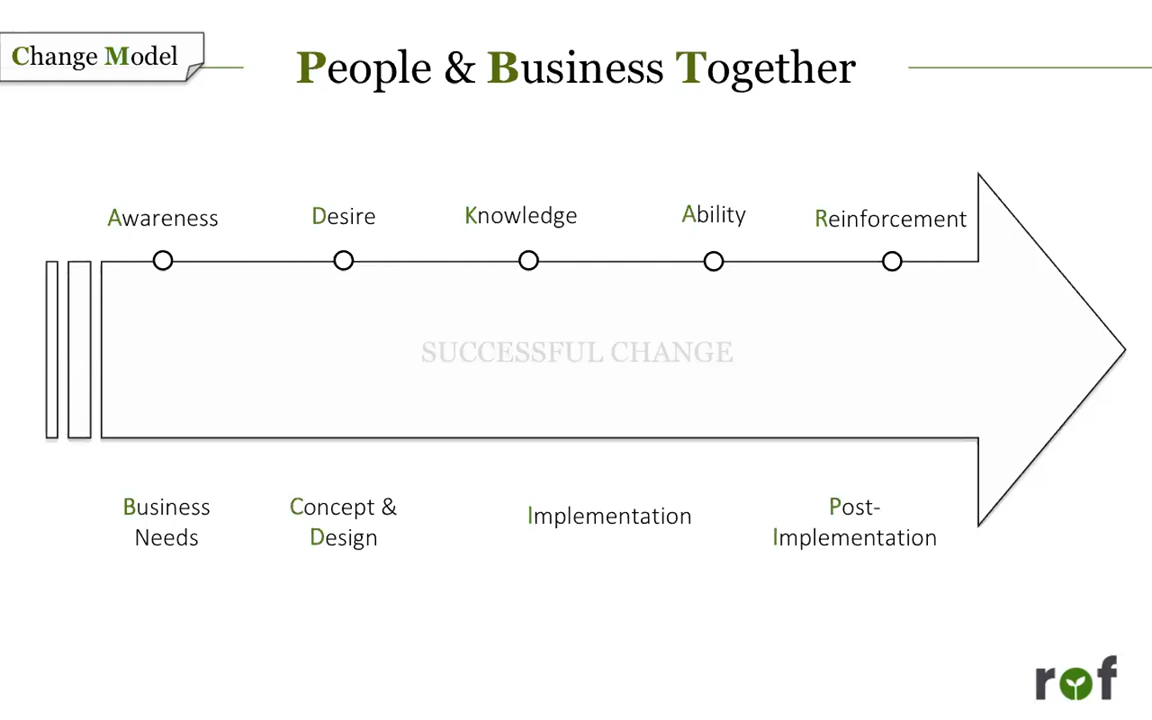 Change Model
People & Business Together
Awareness
Desire
Knowledge
Ability
Reinforcement
SUCCESSFUL CHANGE
Business
Needs
Concept &
Design
Implementation
Post-
Implementation
rof